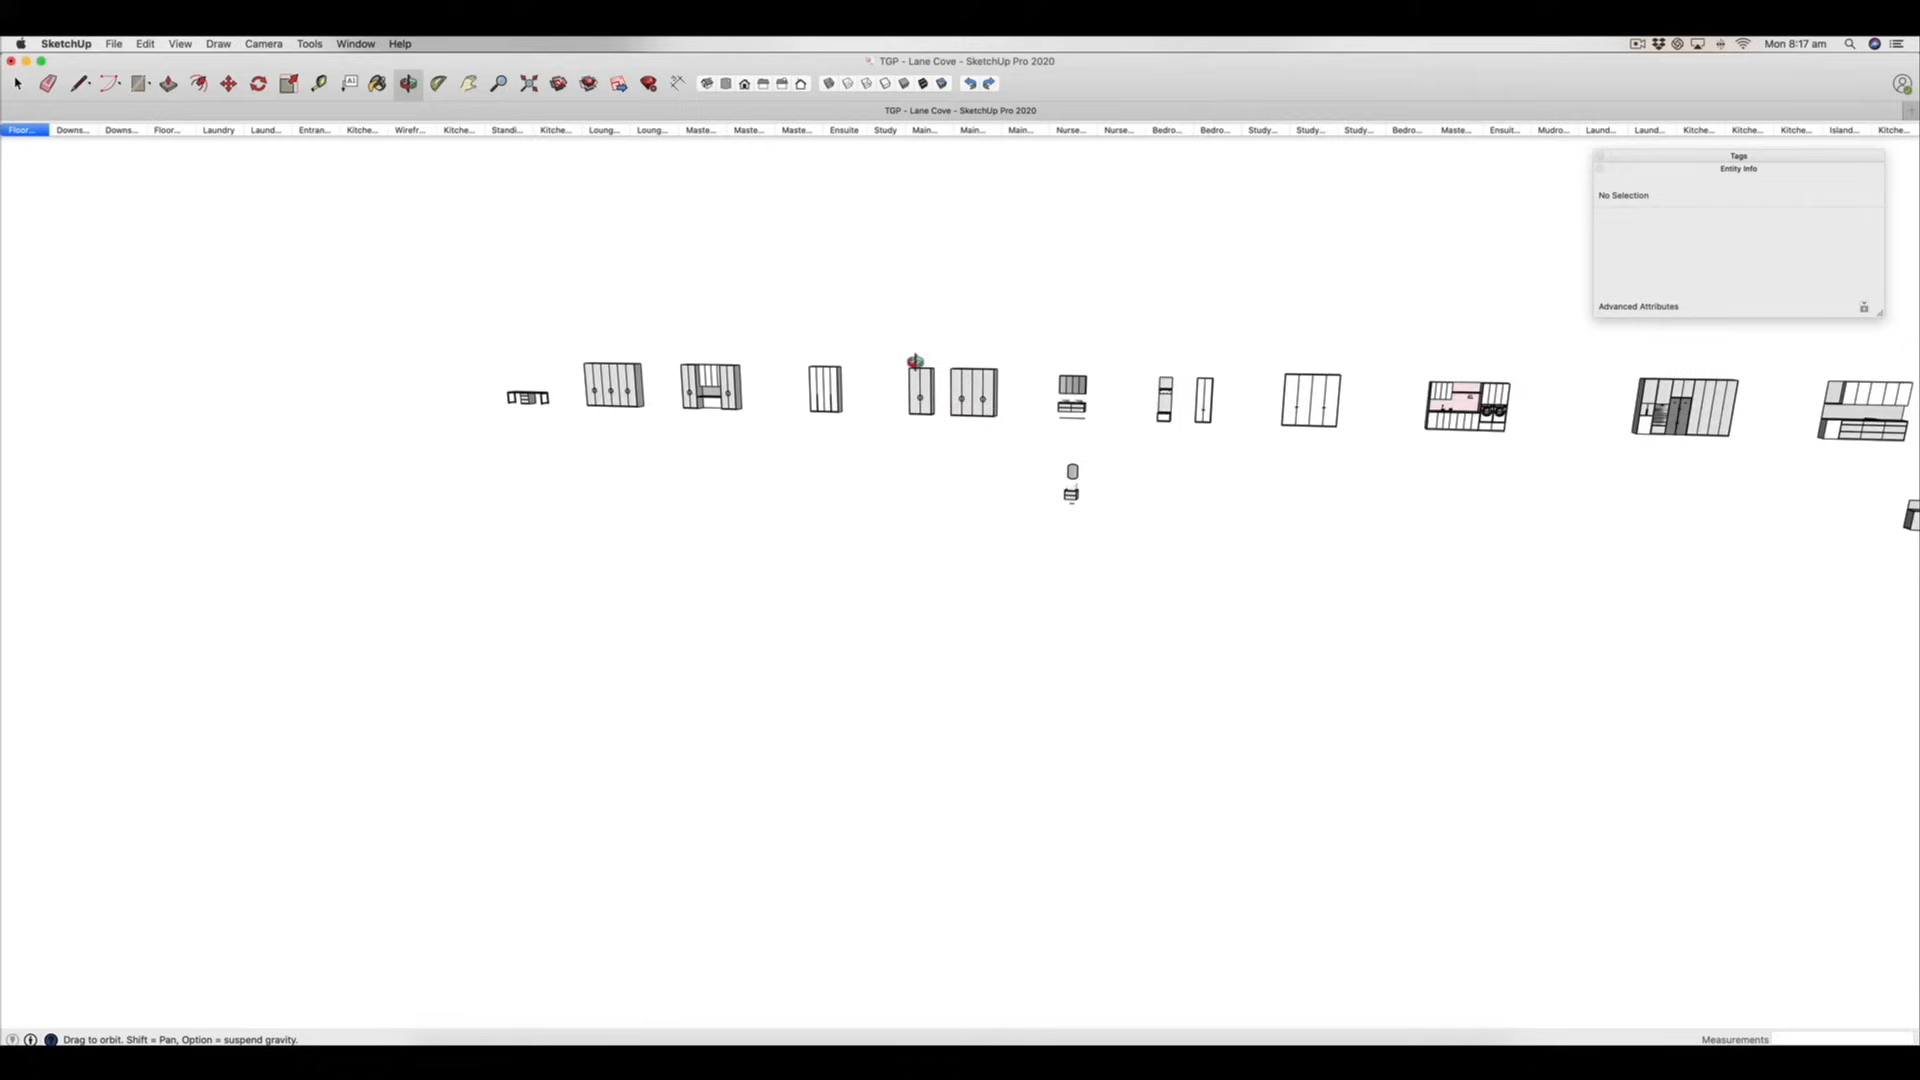 SketchUp File Edit View Draw Camera Tools Window Help Mon 8:17 am
TGP - Lane Cove - SketchUp Pro 2020
TGP - Lane Cove - SketchUp Pro 2020
Floor... Downs... Downs... Floor... Laundry Laund... Entran... Kitche... Wirefr... Kitche... Standi... Kitche... Loung... Loung... Maste... Maste... Maste... Ensuite Study Main... Main... Main... Nurse... Nurse... Bedro... Bedro... Study... Study... Study... Bedro... Maste... Ensuit... Mudro... Laund... Laund... Kitche... Kitche... Kitche... Island... Kitche...
Tags
Entity Info
No Selection
Advanced Attributes
Drag to orbit. Shift = Pan, Option = suspend gravity. Measurements